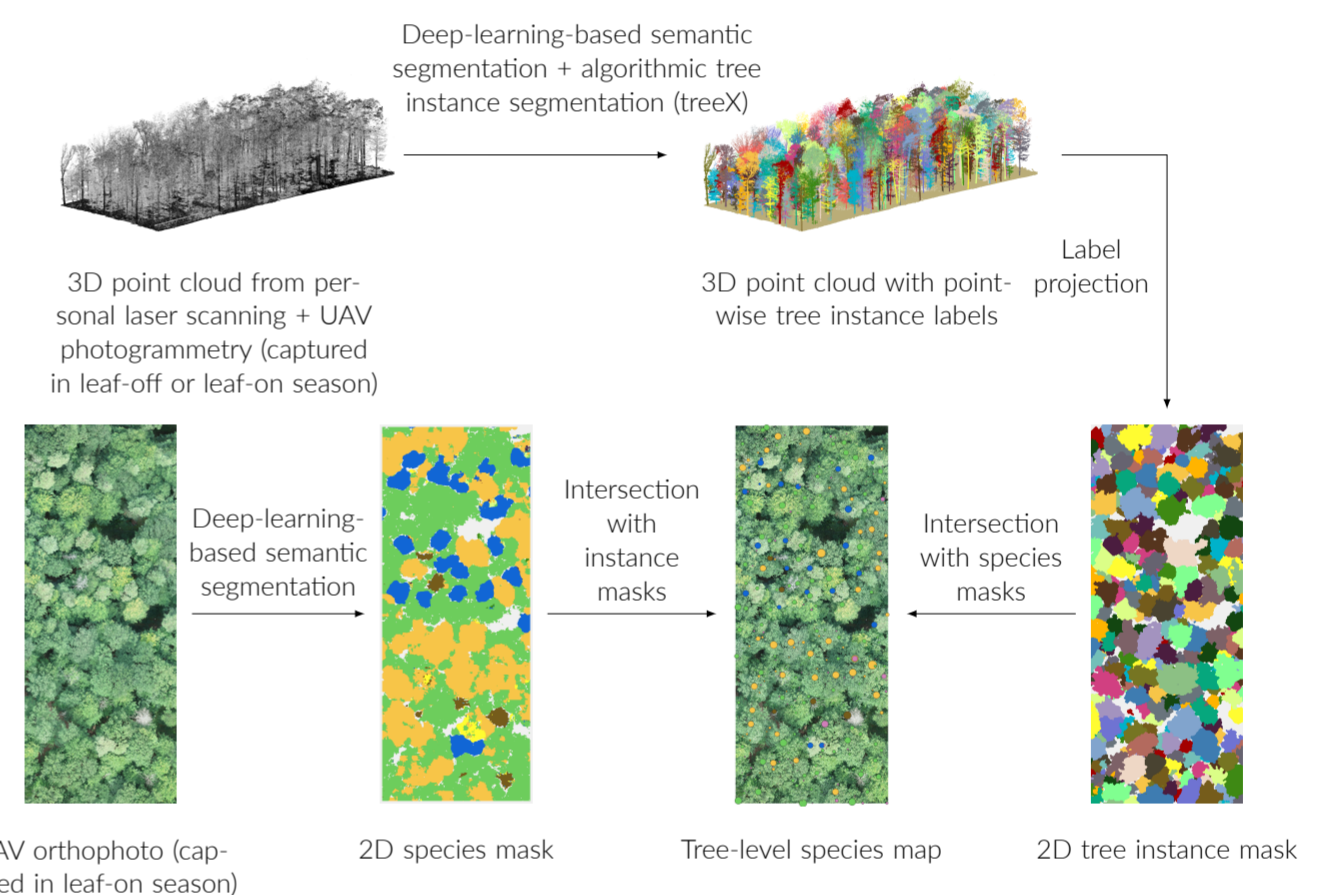 Deep-learning-based semantic
segmentation + algorithmic tree
instance segmentation (treeX)
3D point cloud from per-
sonal laser scanning + UAV
photogrammetry (captured
in leaf-off or leaf-on season)
3D point cloud with point-
wise tree instance labels
Label
projection
Deep-learning-
based semantic
segmentation
Intersection
with
instance
masks
Intersection
with species
masks
AV orthophoto (cap-
ed in leaf-on season)
2D species mask
Tree-level species map
2D tree instance mask